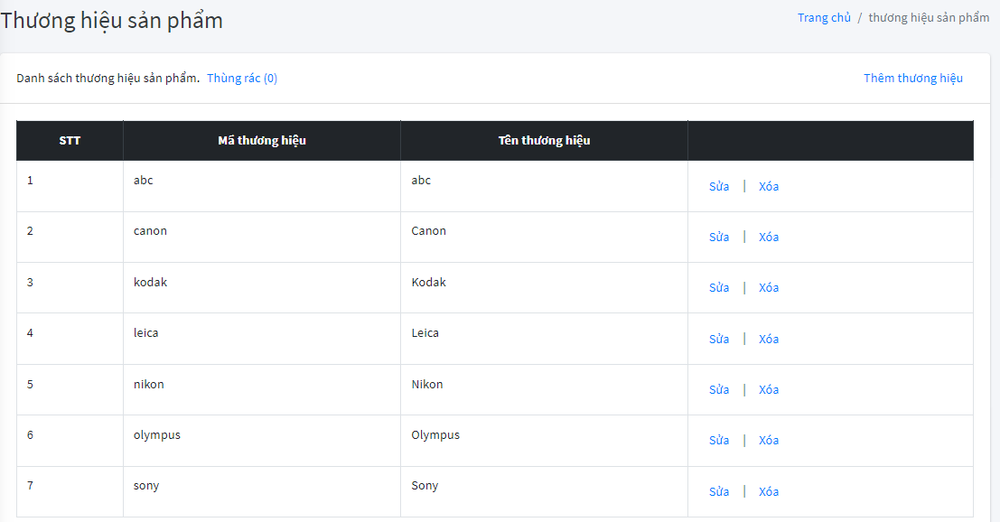 Thương hiệu sản phẩm
Trang chủ / thương hiệu sản phẩm
Danh sách thương hiệu sản phẩm. Thùng rác (0) Thêm thương hiệu
STT Mã thương hiệu Tên thương hiệu
1 abc abc Sửa | Xóa
2 canon Canon Sửa | Xóa
3 kodak Kodak Sửa | Xóa
4 leica Leica Sửa | Xóa
5 nikon Nikon Sửa | Xóa
6 olympus Olympus Sửa | Xóa
7 sony Sony Sửa | Xóa